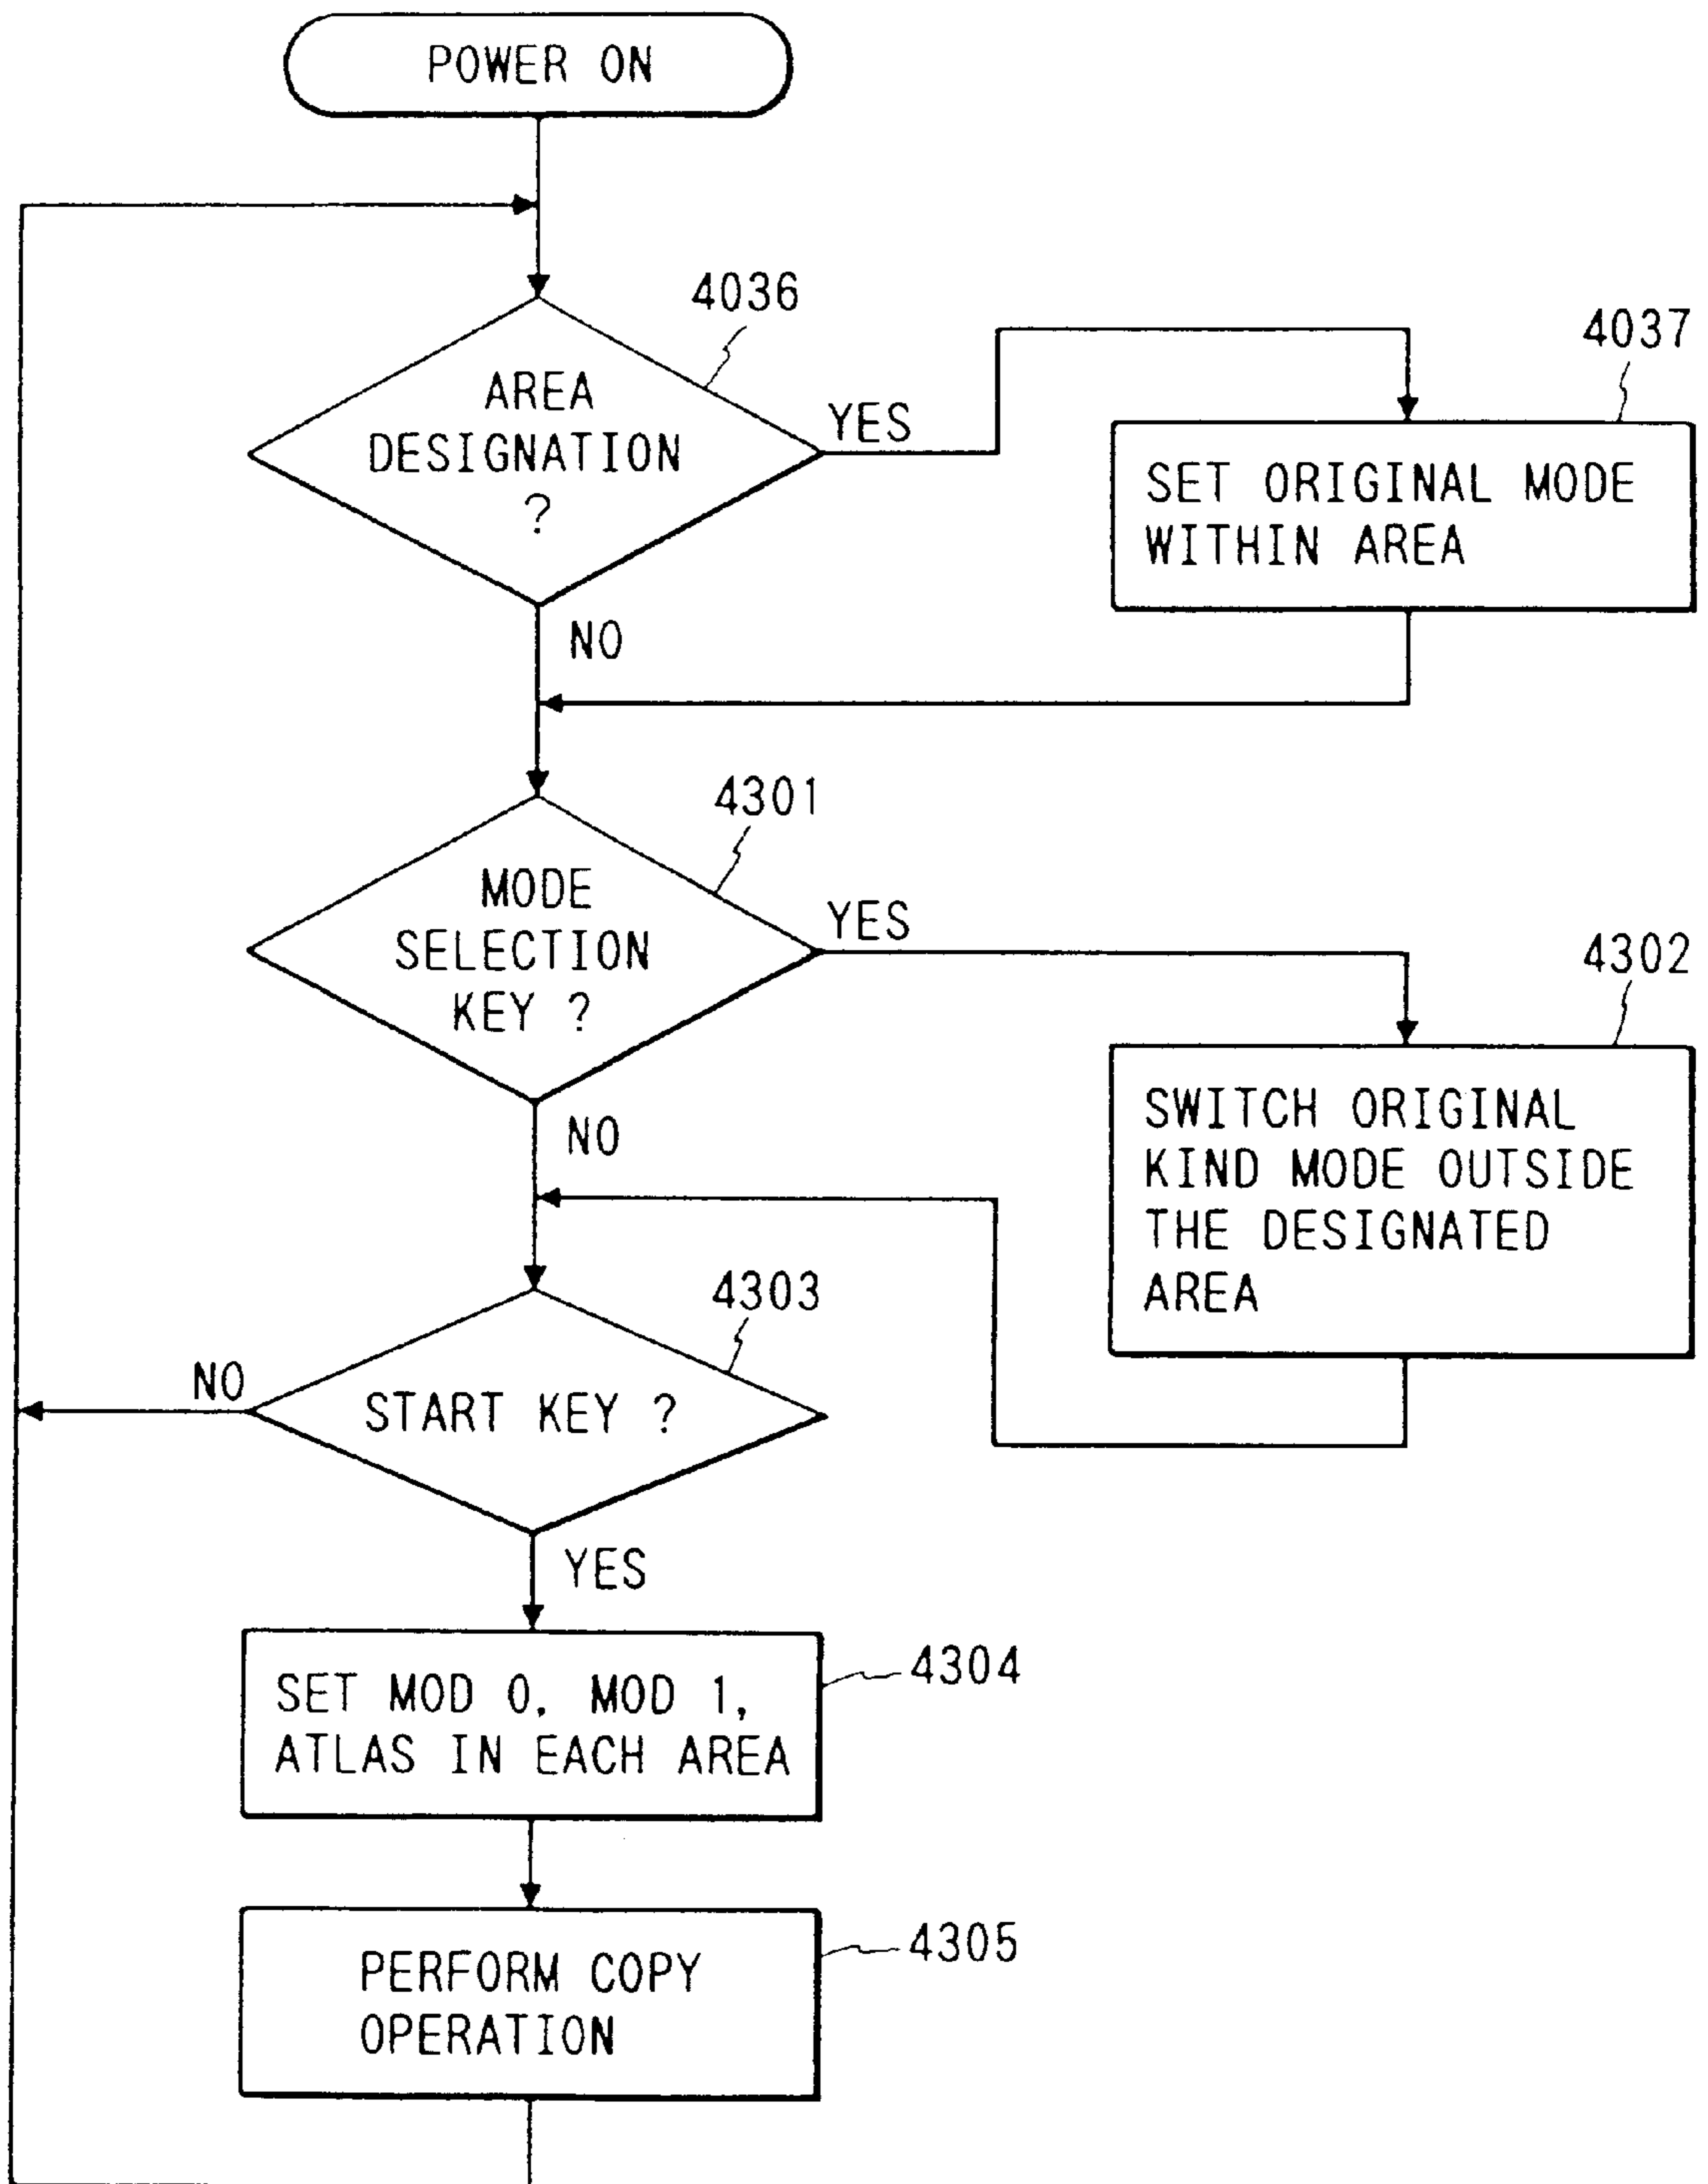 POWER ON
4036
AREA
DESIGNATION
?
YES
4037
SET ORIGINAL MODE
WITHIN AREA
NO
4301
MODE
SELECTION
KEY ?
YES
4302
SWITCH ORIGINAL
KIND MODE OUTSIDE
THE DESIGNATED
AREA
NO
4303
START KEY ?
NO
YES
4304
SET MOD 0, MOD 1,
ATLAS IN EACH AREA
4305
PERFORM COPY
OPERATION